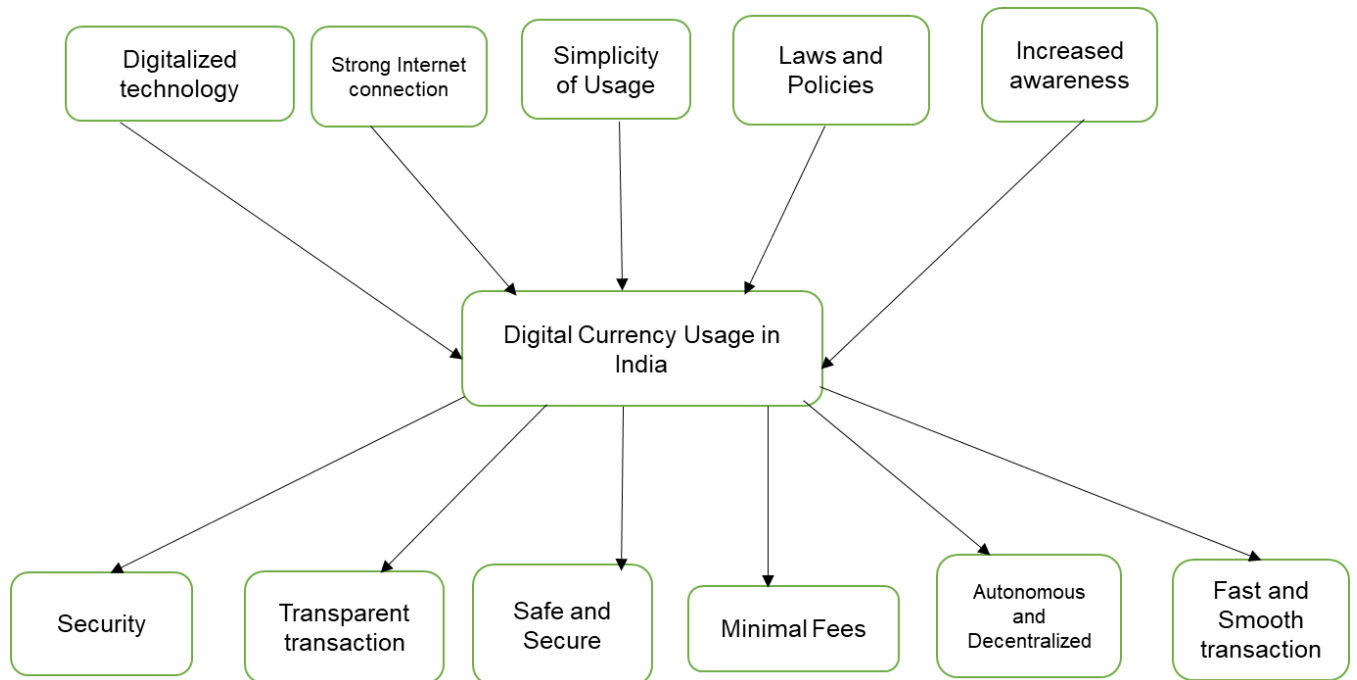 Digitalized
technology
Strong Internet
connection
Simplicity
of Usage
Laws and
Policies
Increased
awareness
Digital Currency Usage in
India
Security
Transparent
transaction
Safe and
Secure
Minimal Fees
Autonomous
and
Decentralized
Fast and
Smooth
transaction